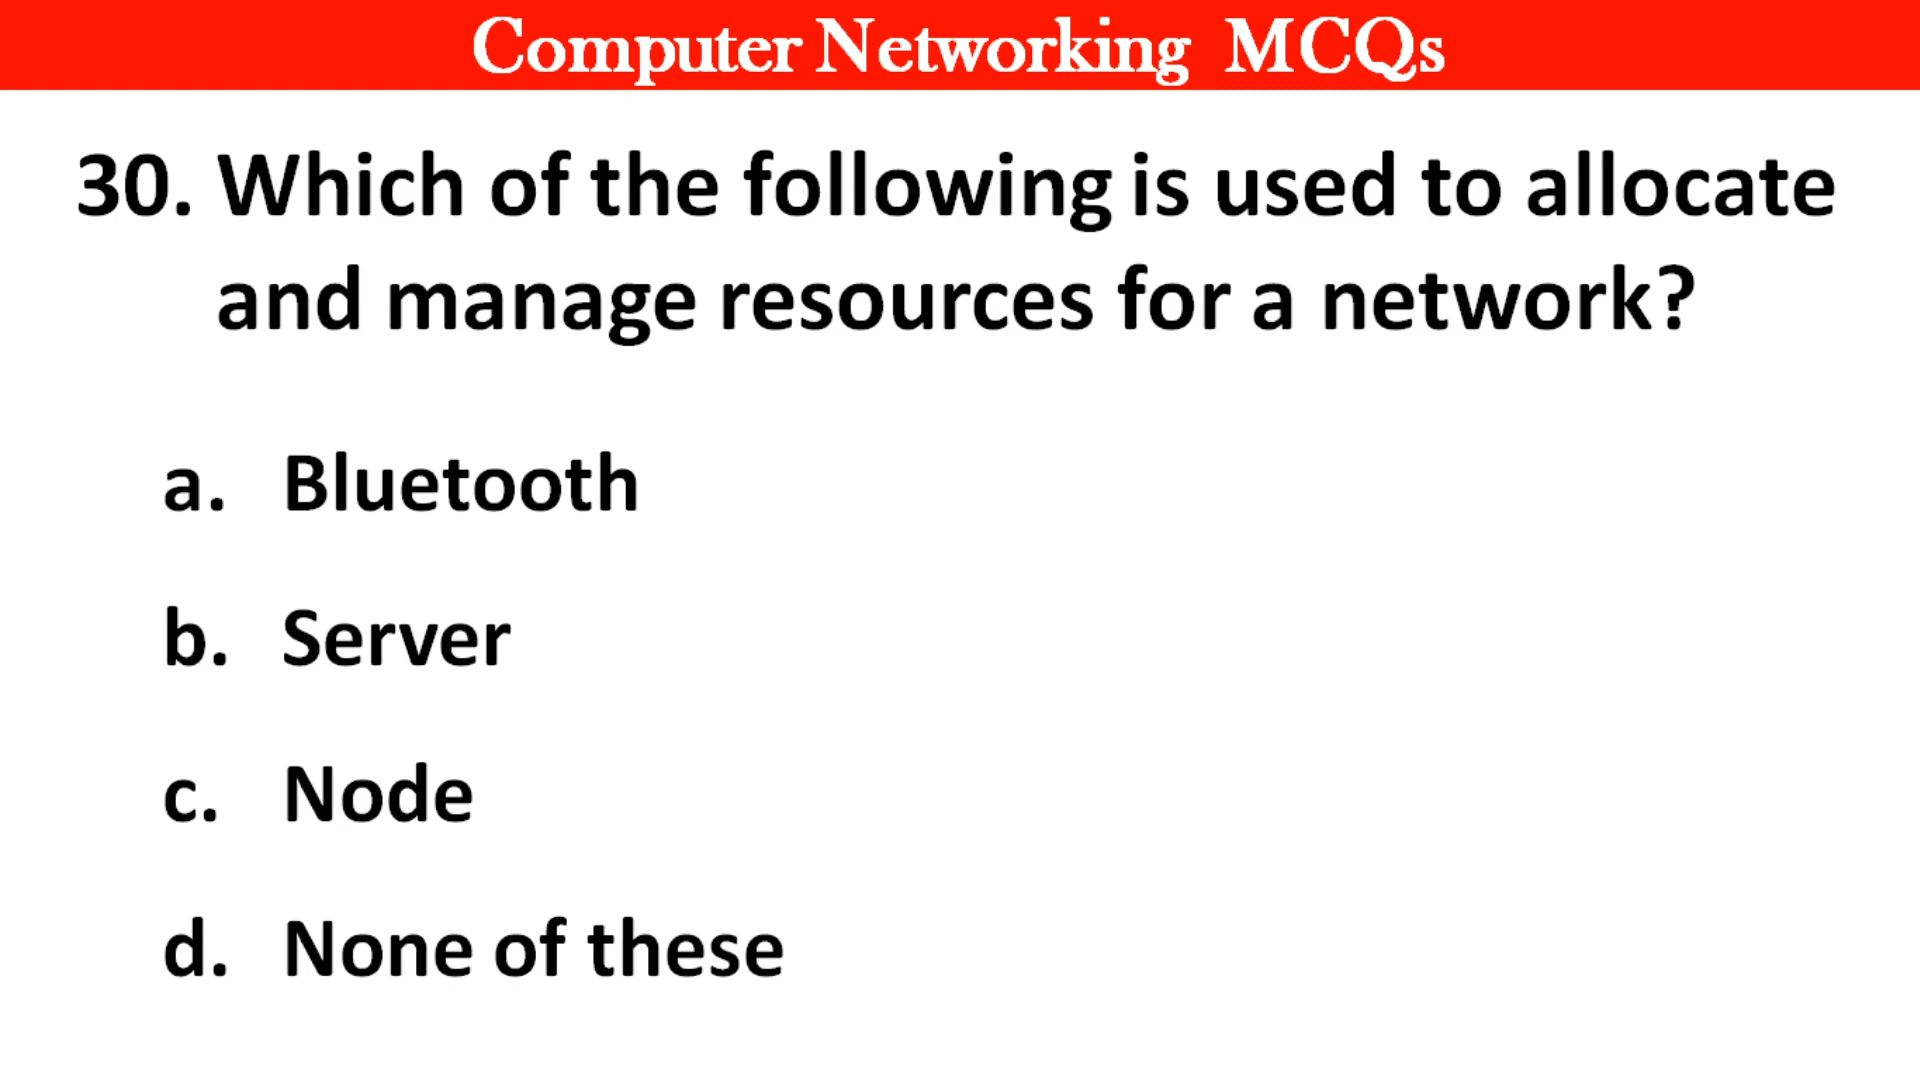 Computer Networking MCQs
30. Which of the following is used to allocate
and manage resources for a network?
a. Bluetooth
b. Server
c. Node
d. None of these